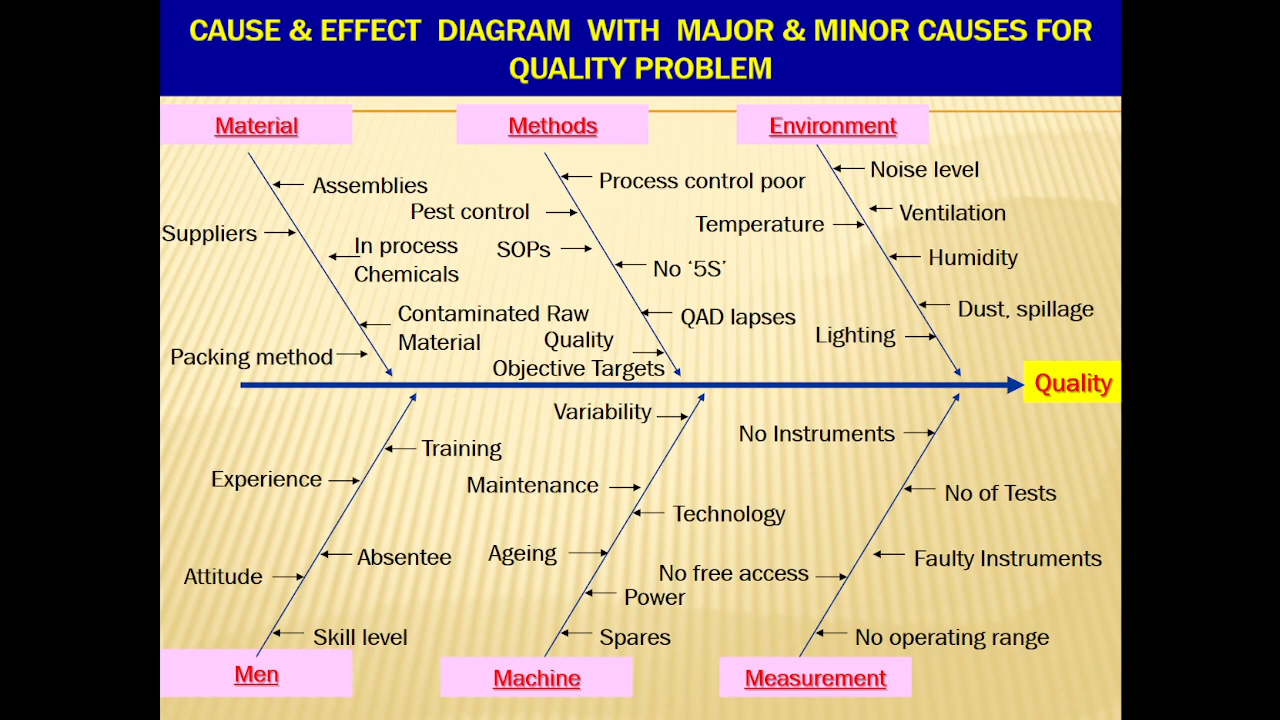 CAUSE & EFFECT DIAGRAM WITH MAJOR & MINOR CAUSES FOR
QUALITY PROBLEM
Material
Methods
Environment
Assemblies
Suppliers
In process
Chemicals
Contaminated Raw
Material
Packing method
Process control poor
Pest control
SOPs
No ‘5S’
QAD lapses
Quality
Objective Targets
Noise level
Ventilation
Temperature
Humidity
Dust, spillage
Lighting
Quality
Training
Experience
Absentee
Attitude
Skill level
Men
Variability
Maintenance
Technology
Ageing
Power
Spares
Machine
No Instruments
No of Tests
Faulty Instruments
No free access
No operating range
Measurement